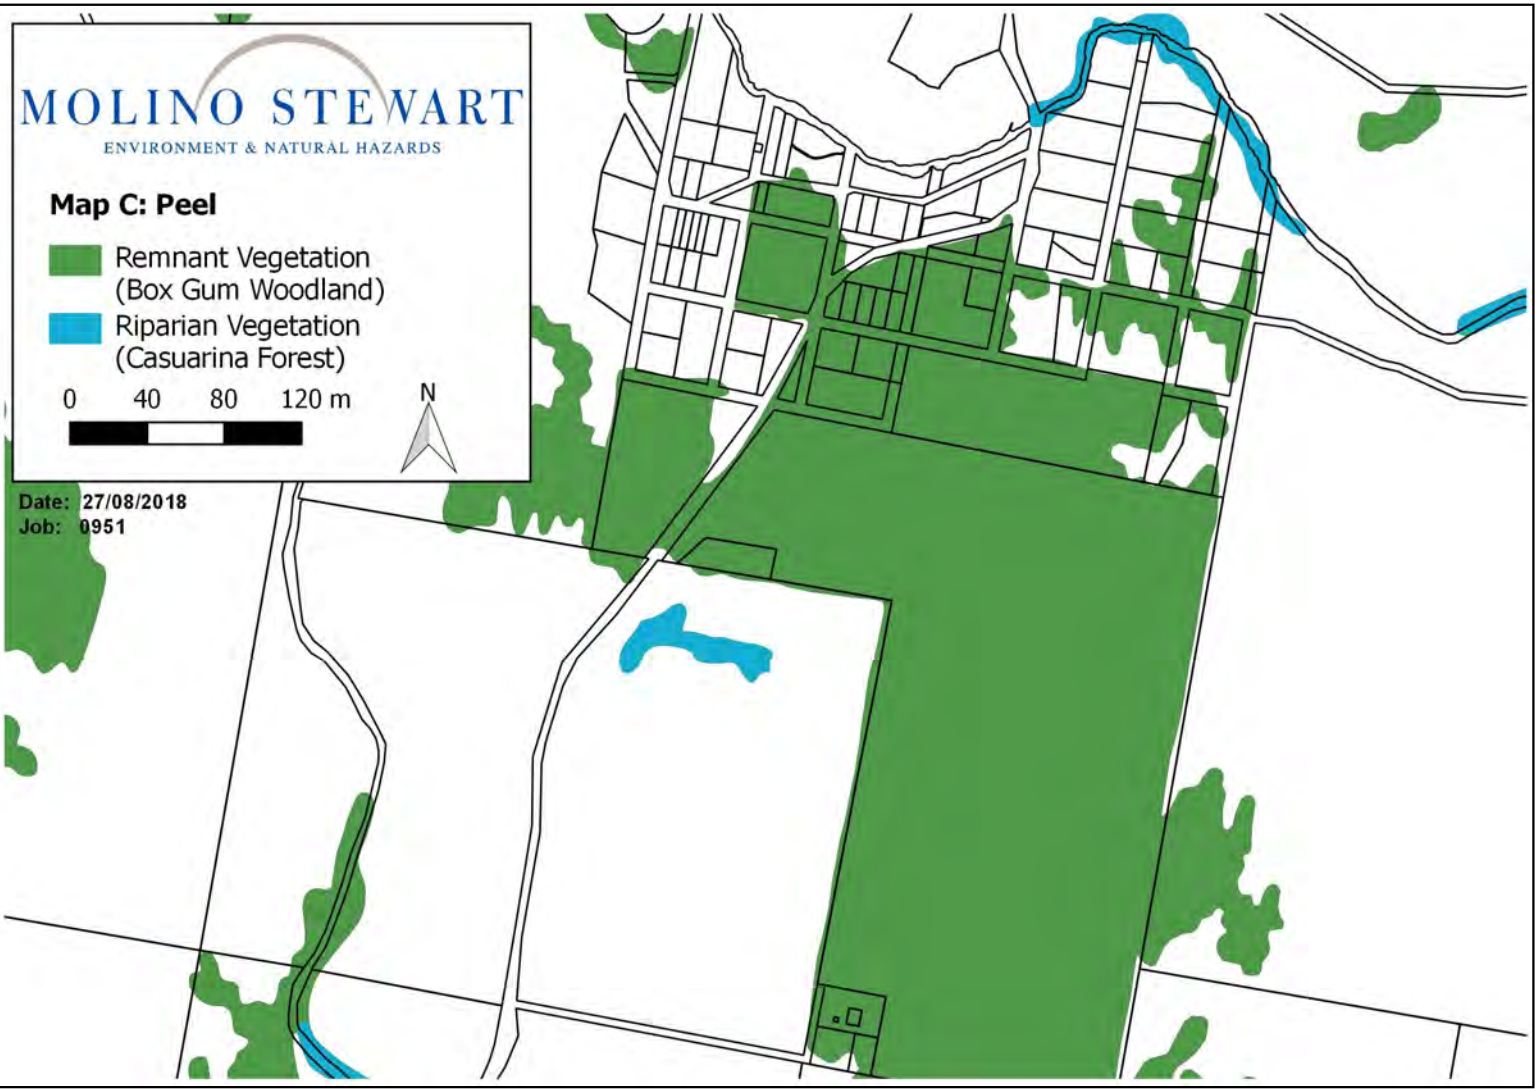 MOLINO STEWART
ENVIRONMENT & NATURAL HAZARDS
Map C: Peel
Remnant Vegetation
(Box Gum Woodland)
Riparian Vegetation
(Casuarina Forest)
0 40 80 120 m
N
Date: 27/08/2018
Job: 0951